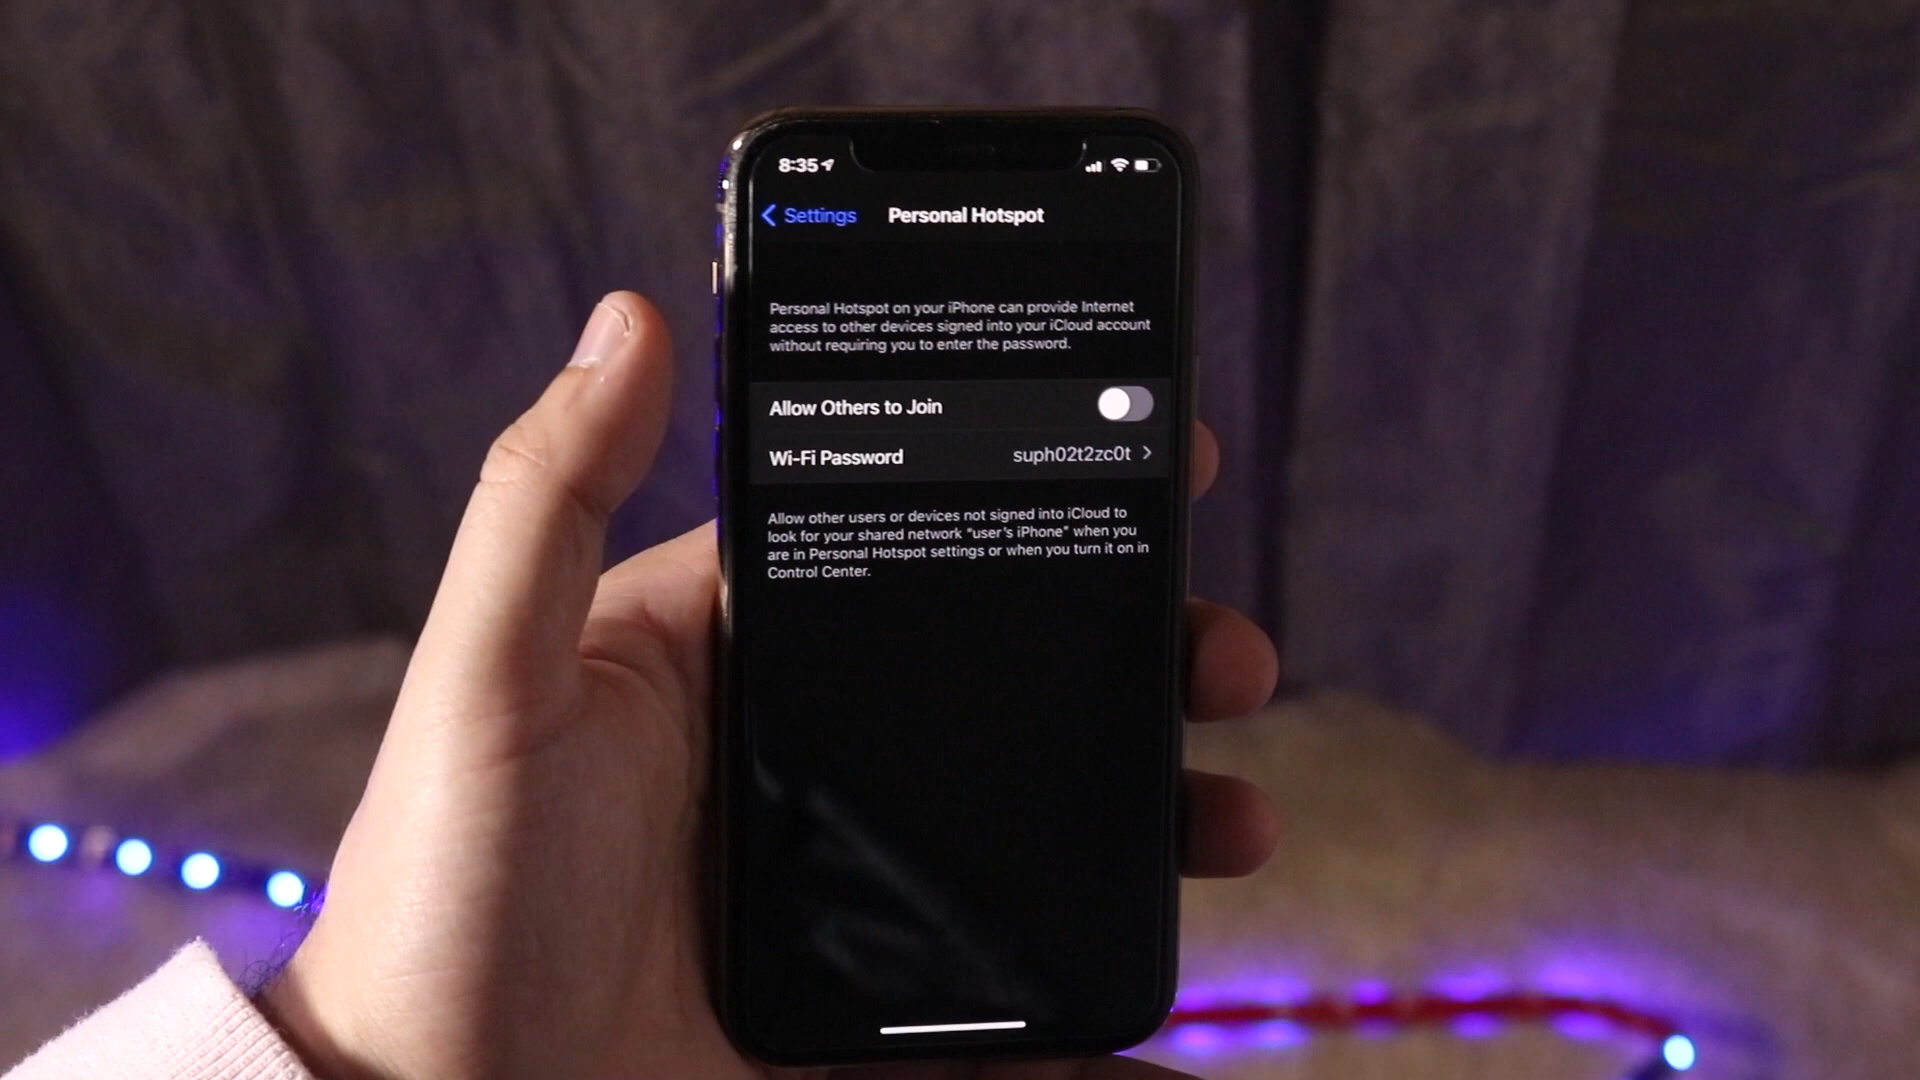 8:35
Settings
Personal Hotspot
Personal Hotspot on your iPhone can provide Internet
access to other devices signed into your iCloud account
without requiring you to enter the password.
Allow Others to Join
Wi-Fi Password suph02t2zc0t
Allow other users or devices not signed into iCloud to
look for your shared network “user’s iPhone” when you
are in Personal Hotspot settings or when you turn it on in
Control Center.